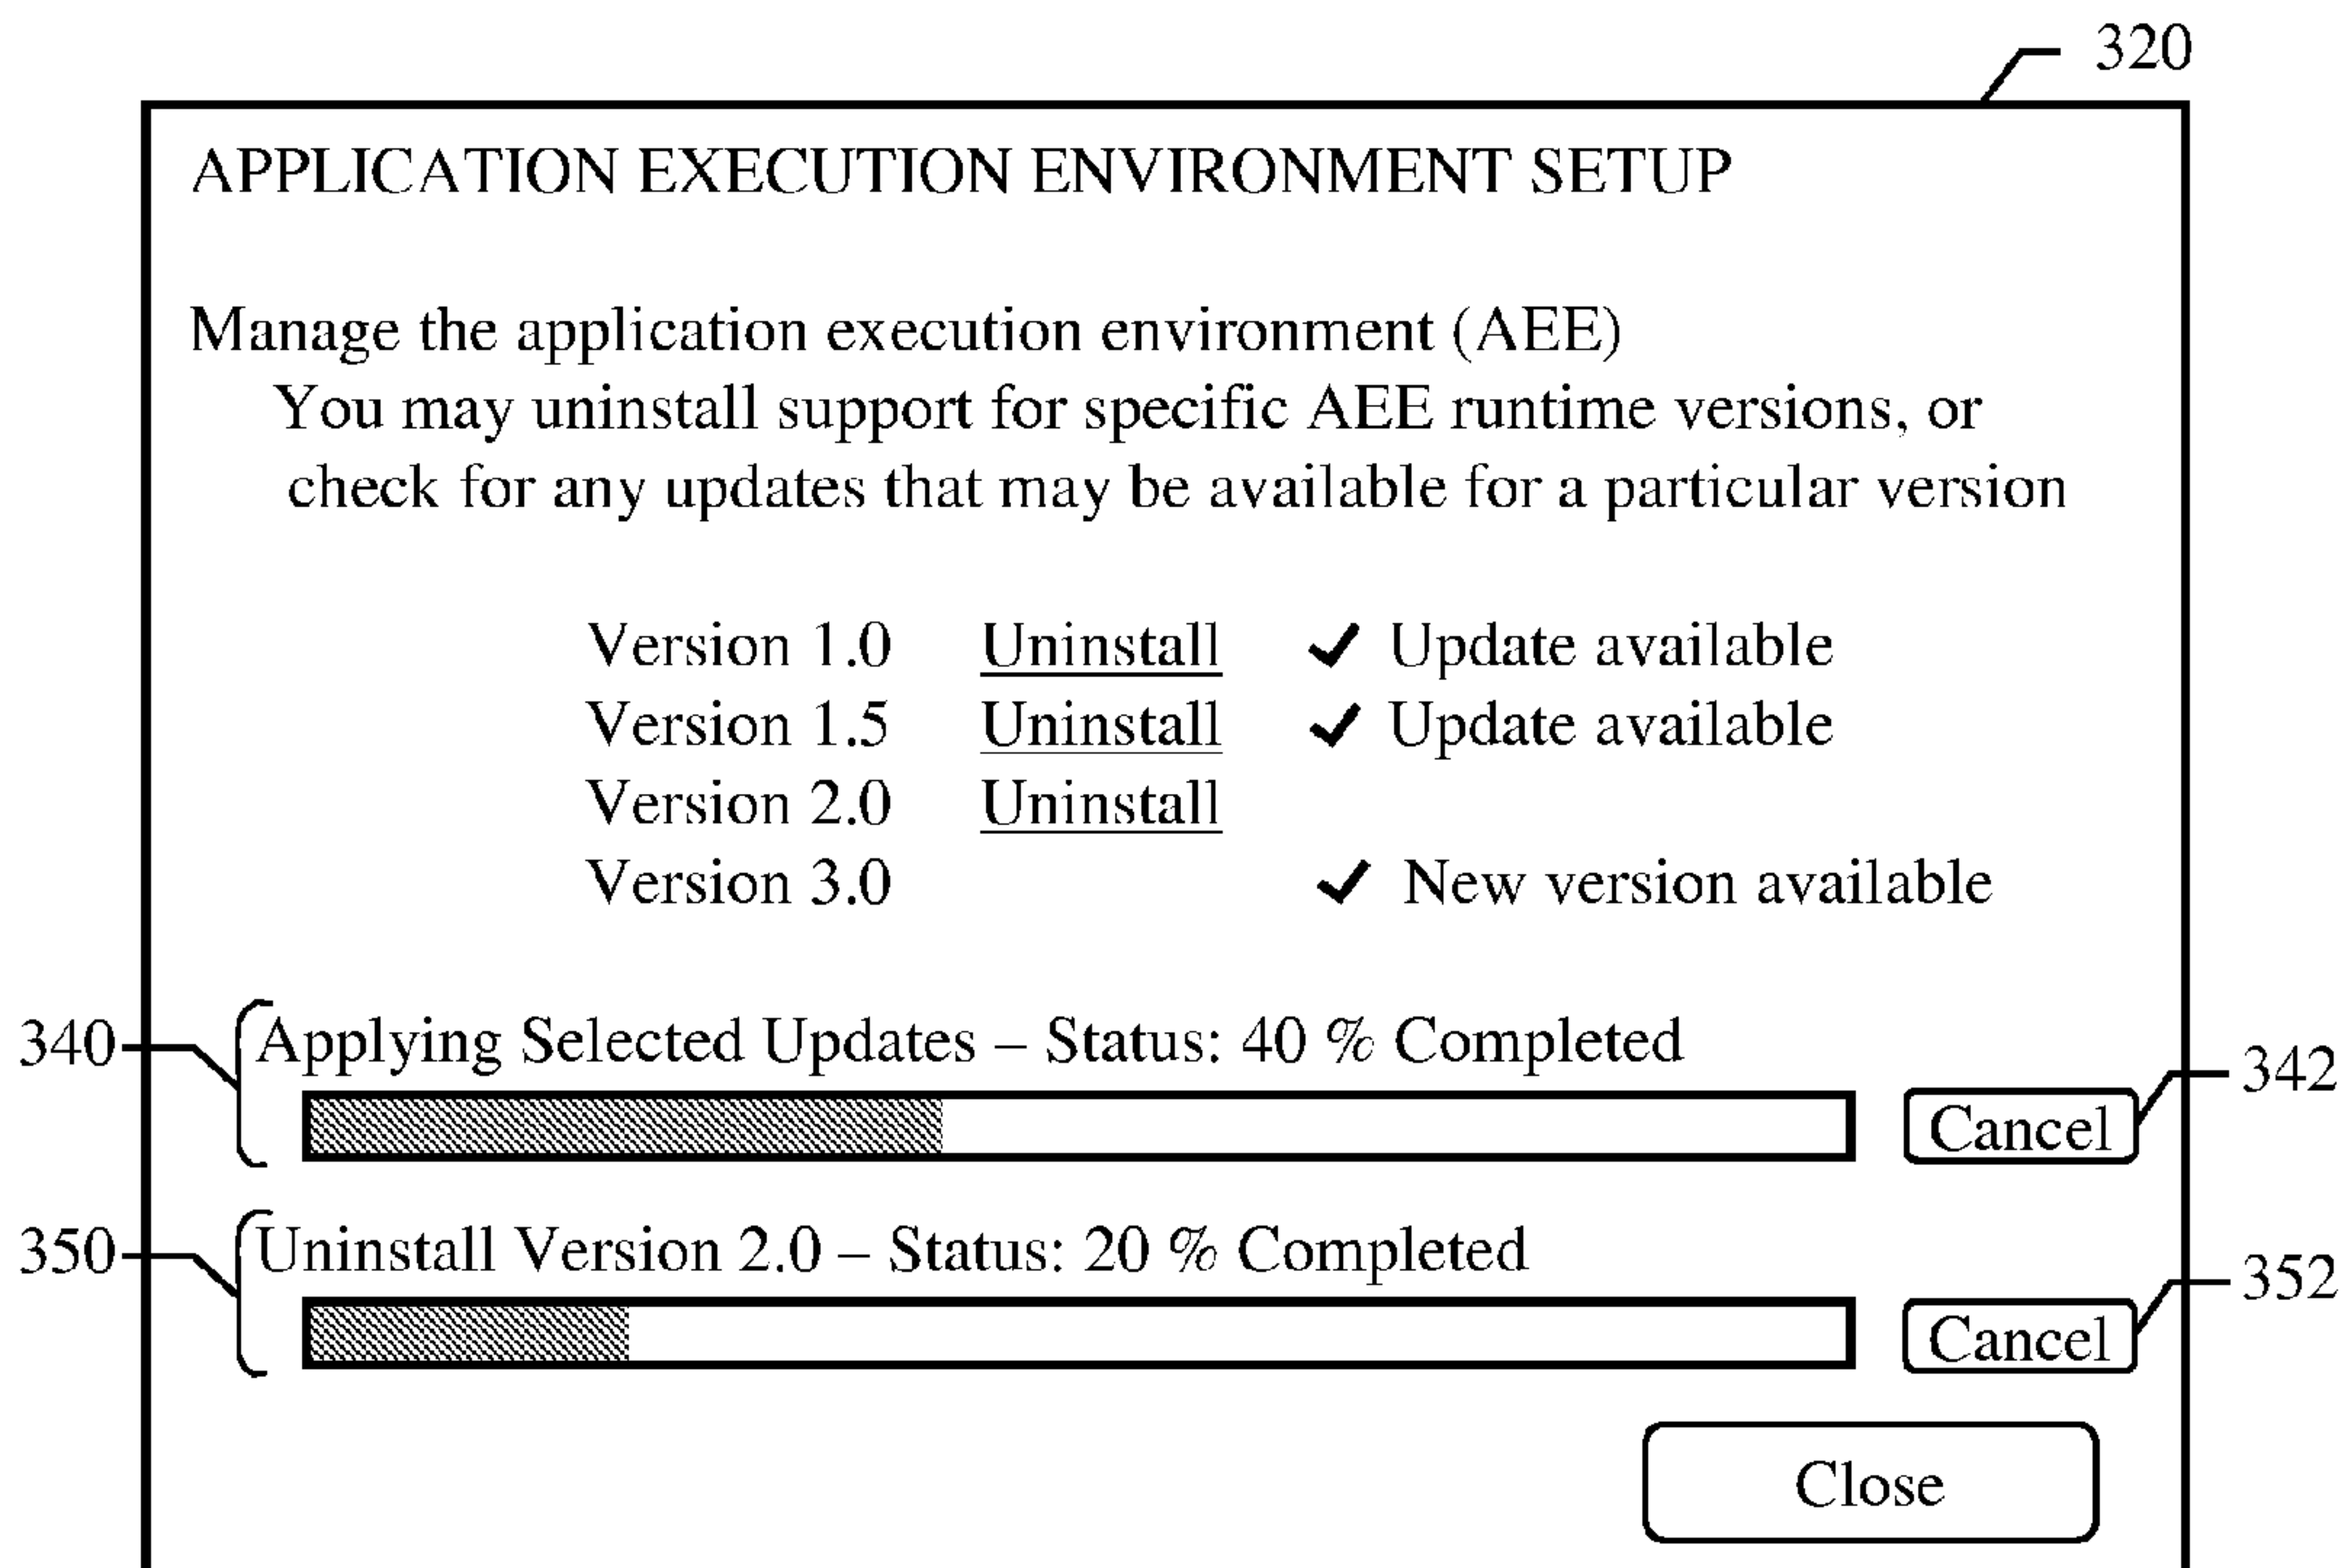 320
APPLICATION EXECUTION ENVIRONMENT SETUP
Manage the application execution environment (AEE)
You may uninstall support for specific AEE runtime versions, or
check for any updates that may be available for a particular version
Version 1.0 Uninstall ✓ Update available
Version 1.5 Uninstall ✓ Update available
Version 2.0 Uninstall
Version 3.0 ✓ New version available
340 Applying Selected Updates – Status: 40 % Completed
Cancel 342
350 Uninstall Version 2.0 – Status: 20 % Completed
Cancel 352
Close